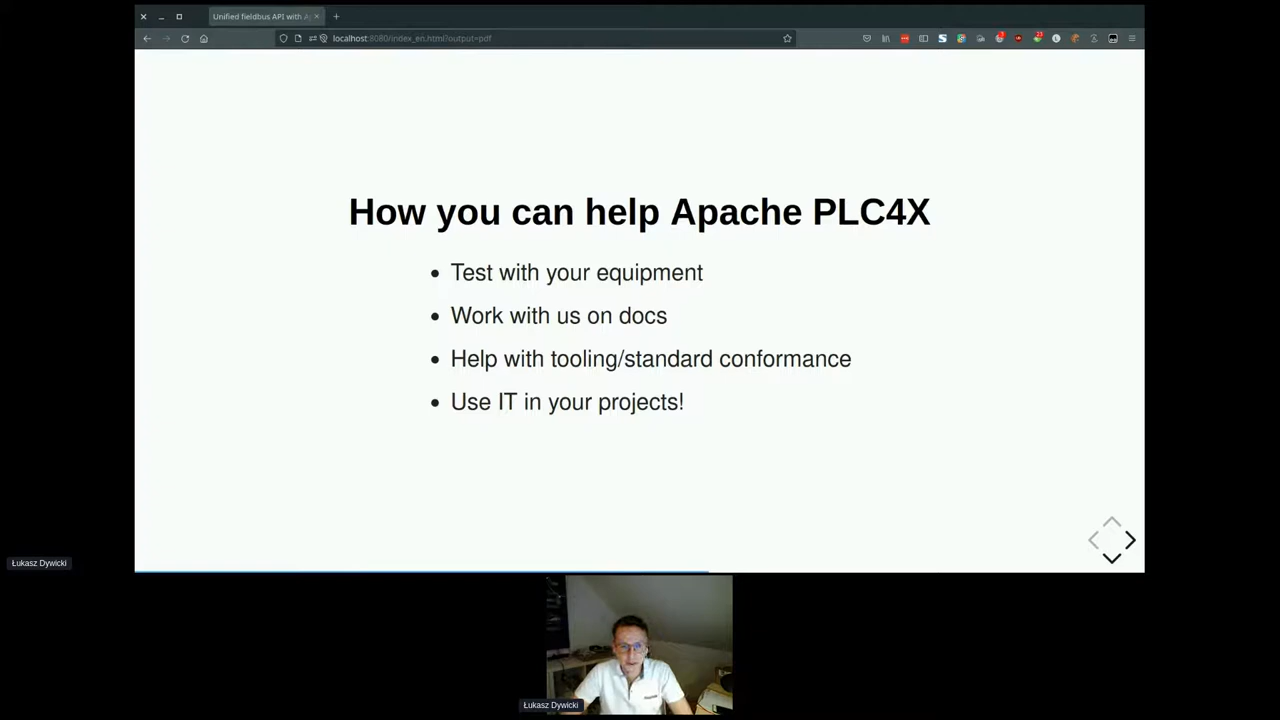 Unified fieldbus API with A
localhost:8080/index_en.html?output=pdf
How you can help Apache PLC4X
Test with your equipment
Work with us on docs
Help with tooling/standard conformance
Use IT in your projects!
Łukasz Dywicki
Łukasz Dywicki